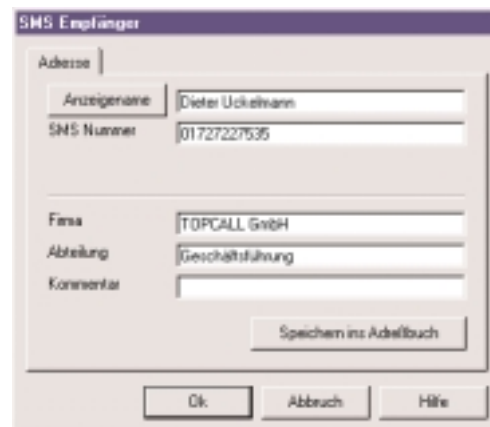 SMS Empfänger
Adresse
Anzeigename Dieter Uckelmann
SMS Nummer 01727227535
Firma TOPCALL GmbH
Abteilung Geschäftsführung
Kommentar
Speichern ins Adreßbuch
Ok Abbruch Hilfe